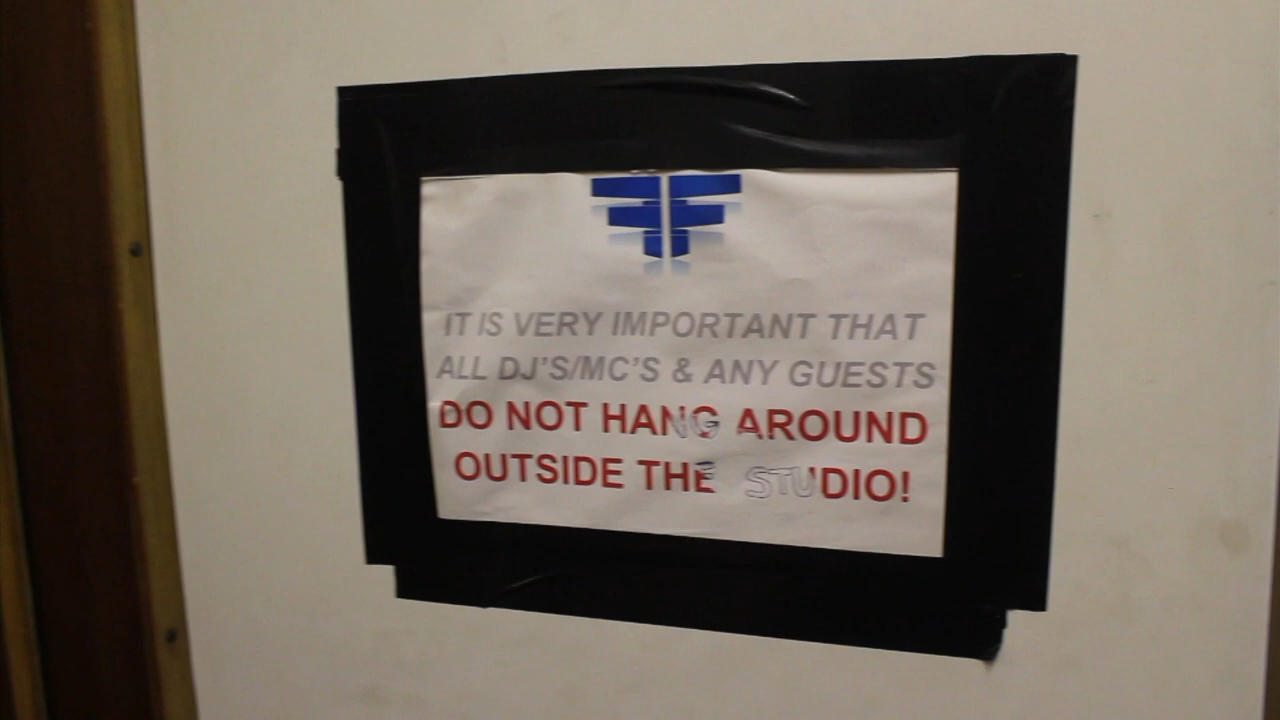 IT IS VERY IMPORTANT THAT
ALL DJ'S/MC'S & ANY GUESTS
DO NOT HANG AROUND
OUTSIDE THE STUDIO!